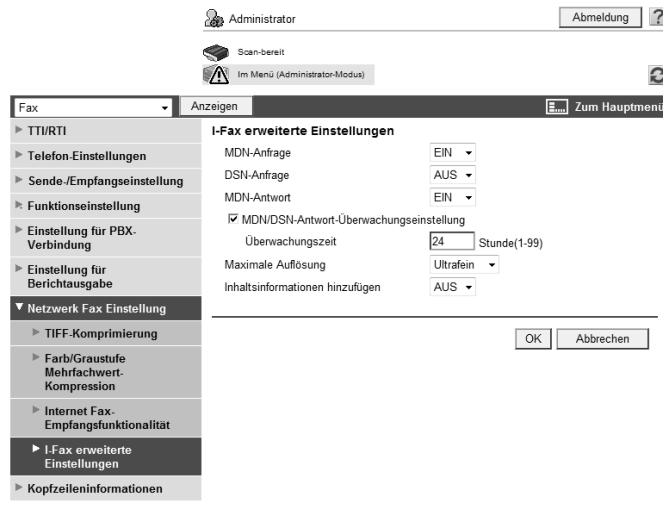 Administrator
Abmeldung
?
Scan-bereit
Im Menü (Administrator-Modus)
Fax
Anzeigen
Zum Hauptmenü
TTI/RTI
Telefon-Einstellungen
Sende-/Empfangseinstellung
Funktionseinstellung
Einstellung für PBX-
Verbindung
Einstellung für
Berichtausgabe
Netzwerk Fax Einstellung
TIFF-Komprimierung
Farb/Graustufe
Mehrfachwert-
Kompression
Internet Fax-
Empfangsfunktionalität
I-Fax erweiterte
Einstellungen
Kopfzeileninformationen
I-Fax erweiterte Einstellungen
MDN-Anfrage EIN
DSN-Anfrage AUS
MDN-Antwort EIN
MDN/DSN-Antwort-Überwachungseinstellung
Überwachungszeit 24 Stunde(1-99)
Maximale Auflösung Ultrafein
Inhaltsinformationen hinzufügen AUS
OK Abbrechen